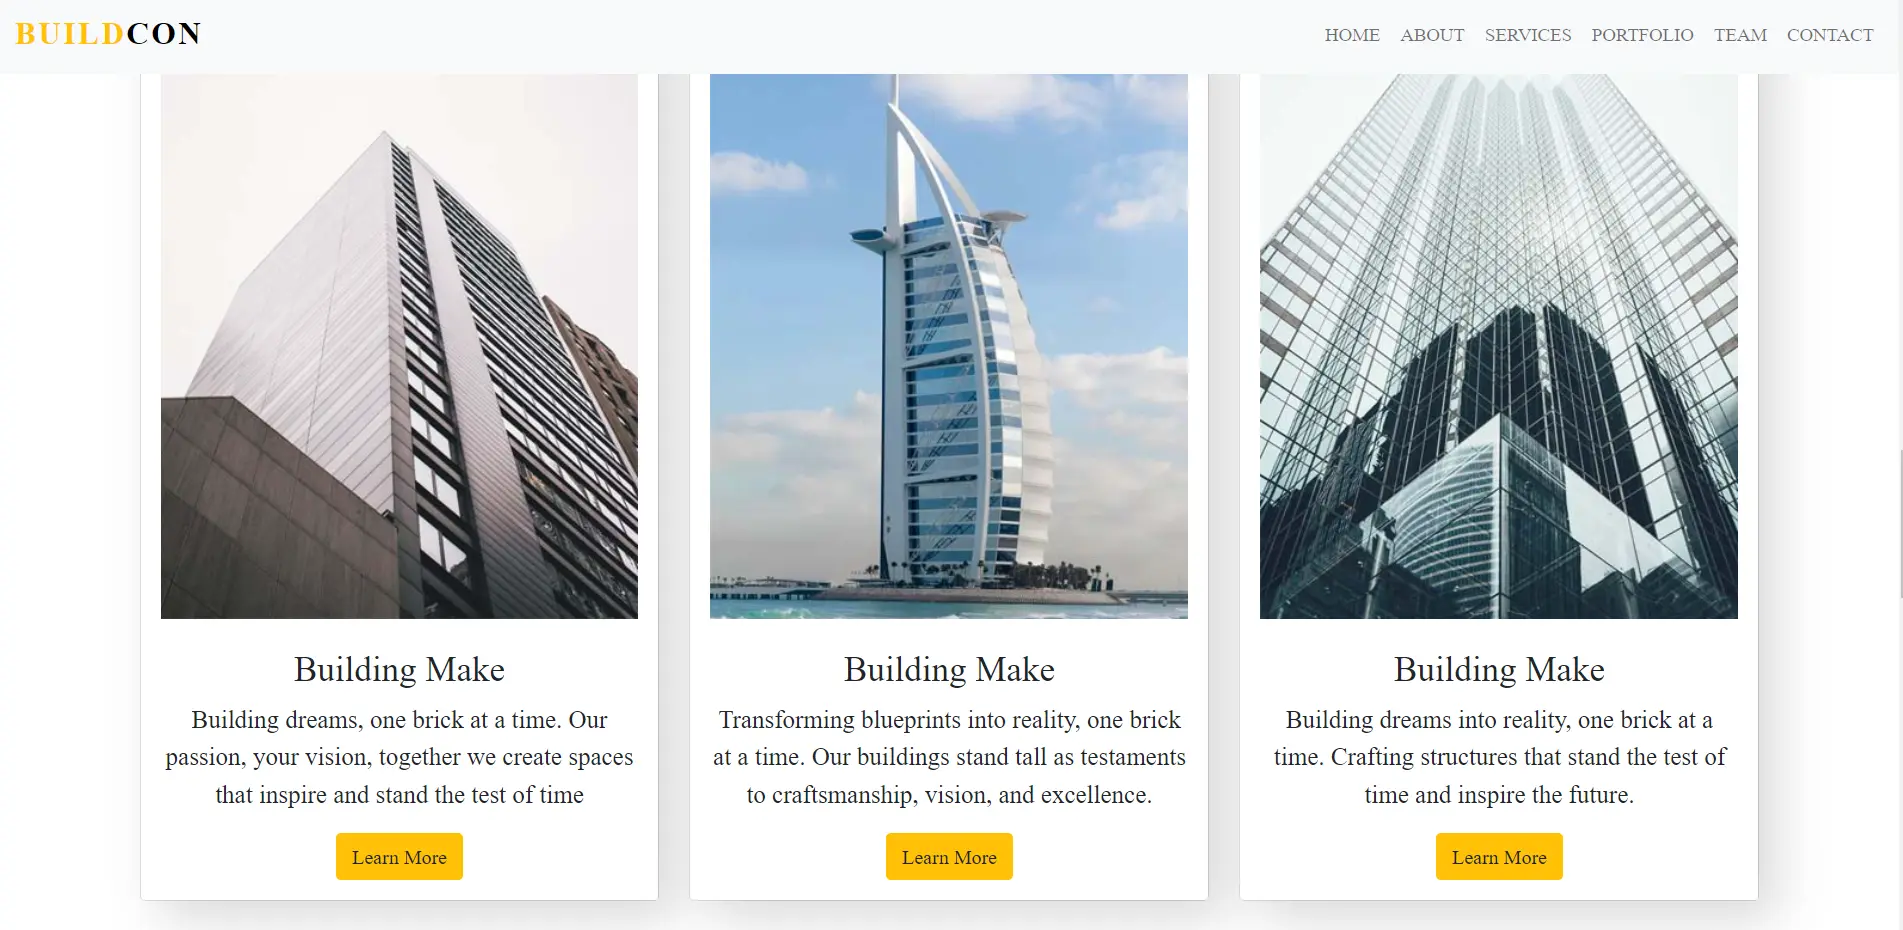 BUILDCON
HOME ABOUT SERVICES PORTFOLIO TEAM CONTACT
Building Make
Building dreams, one brick at a time. Our
passion, your vision, together we create spaces
that inspire and stand the test of time
Learn More
Building Make
Transforming blueprints into reality, one brick
at a time. Our buildings stand tall as testaments
to craftsmanship, vision, and excellence.
Learn More
Building Make
Building dreams into reality, one brick at a
time. Crafting structures that stand the test of
time and inspire the future.
Learn More